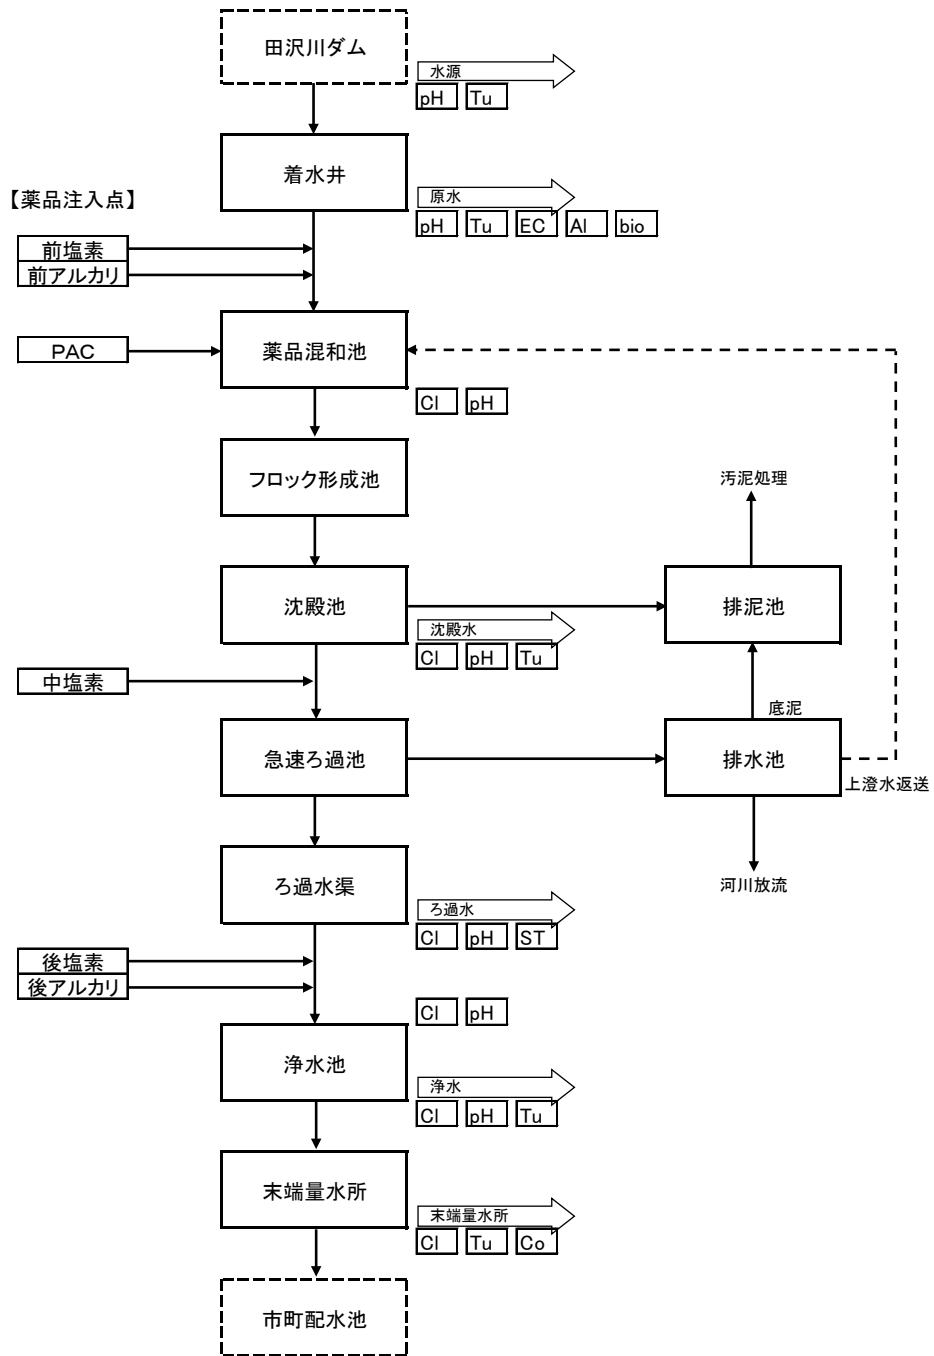 田沢川ダム
水源
pH Tu
着水井
【薬品注入点】
原水
pH Tu EC Al bio
前塩素
前アルカリ
PAC
薬品混和池
Cl pH
フロック形成池
汚泥処理
沈殿池
排泥池
沈殿水
Cl pH Tu
中塩素
底泥
急速ろ過池
排水池
上澄水返送
河川放流
ろ過水渠
ろ過水
Cl pH ST
後塩素
後アルカリ
Cl pH
浄水池
浄水
Cl pH Tu
末端量水所
末端量水所
Cl Tu Co
市町配水池